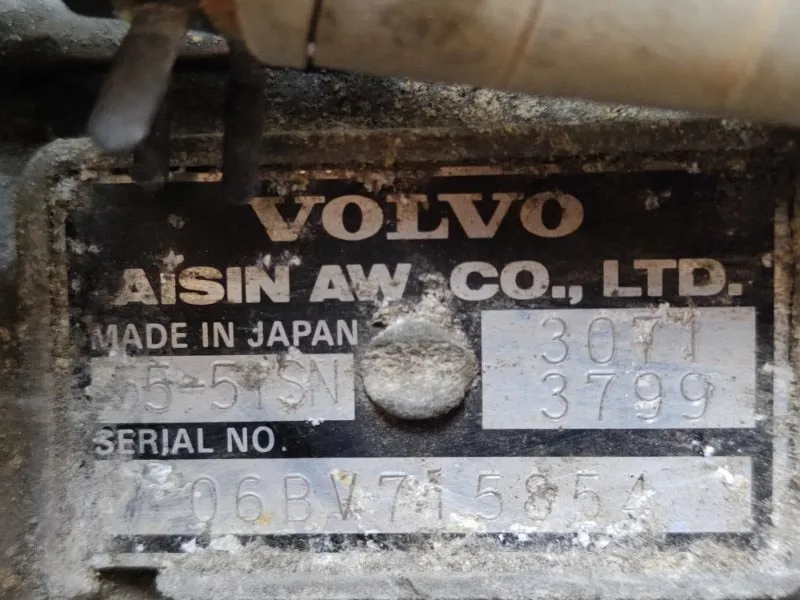 VOLVO
AISIN AW CO., LTD.
MADE IN JAPAN
55-51SN
3071
3799
SERIAL NO.
06BV715854